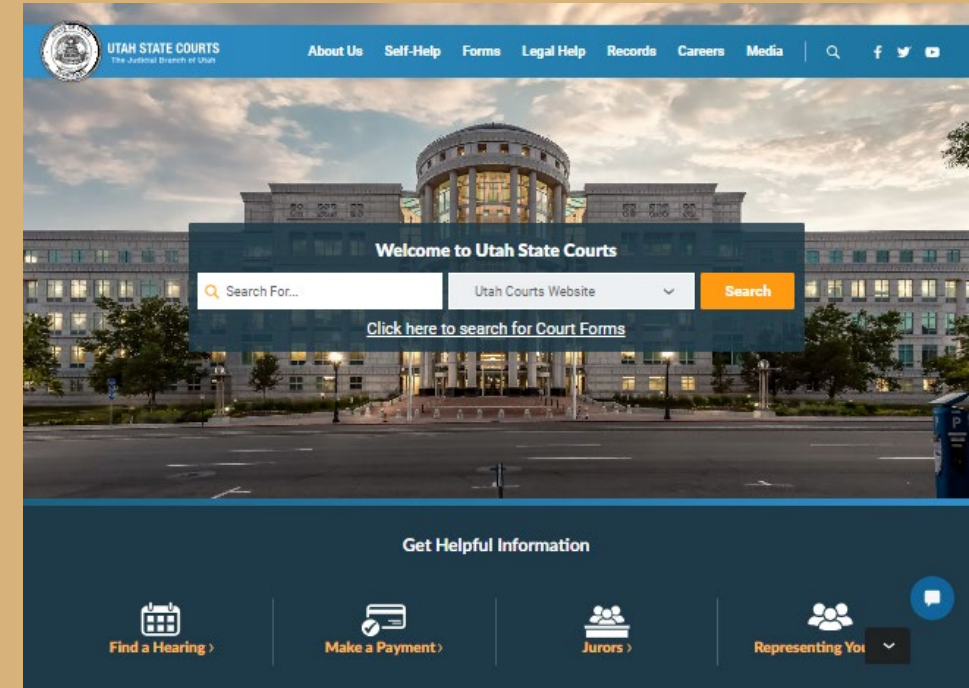 UTAH STATE COURTS
The Judicial Branch of Utah
About Us Self-Help Forms Legal Help Records Careers Media
Welcome to Utah State Courts
Search For...
Utah Courts Website
Search
Click here to search for Court Forms
P
Get Helpful Information
Find a Hearing ›
Make a Payment ›
Jurors ›
Representing